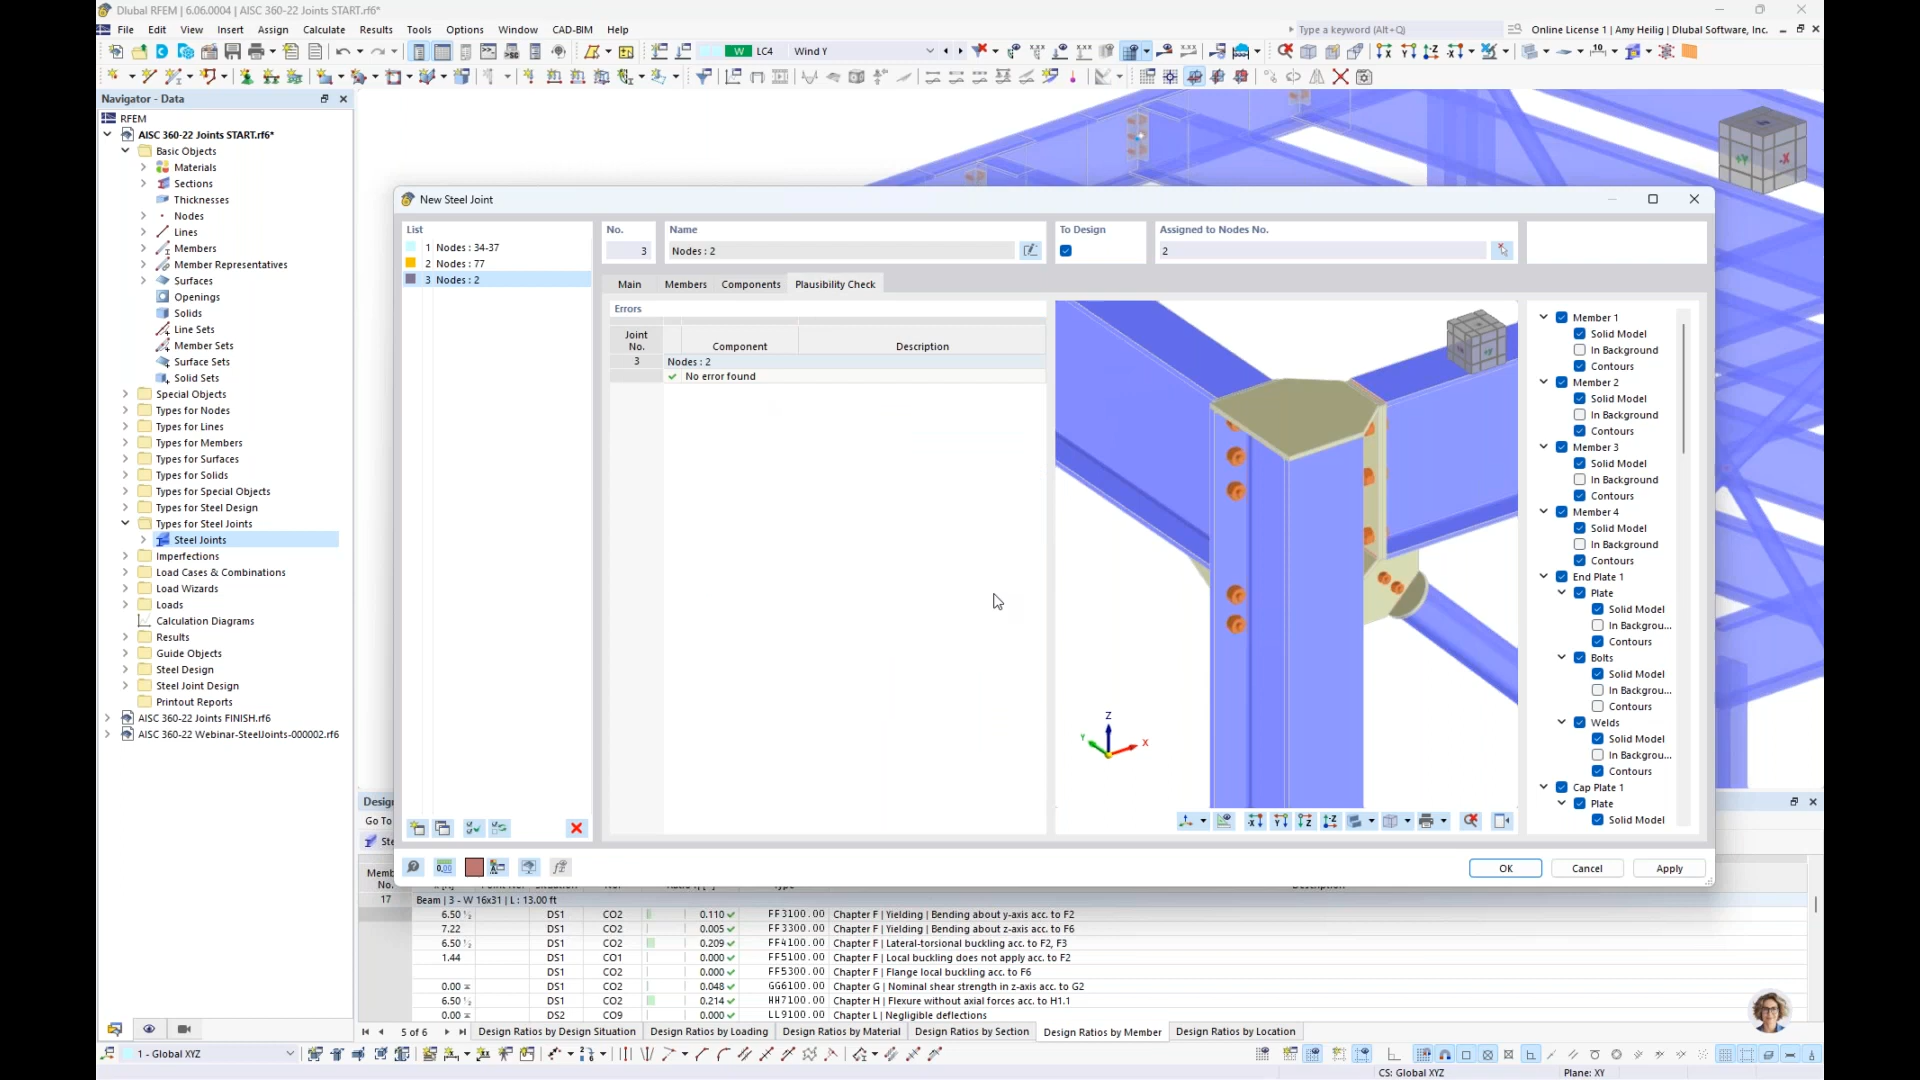 Dlubal RFEM | 6.06.0004 | AISC 360-22 Joints START.rf6*
File Edit View Insert Assign Calculate Results Tools Options Window CAD-BIM Help
Type a keyword (Alt+Q) Online License 1 | Amy Heilig | Dlubal Software, Inc.
W LC4 Wind Y
Navigator - Data
RFEM
AISC 360-22 Joints START.rf6*
Basic Objects
Materials
Sections
Thicknesses
Nodes
Lines
Members
Member Representatives
Surfaces
Openings
Solids
Line Sets
Member Sets
Surface Sets
Solid Sets
Special Objects
Types for Nodes
Types for Lines
Types for Members
Types for Surfaces
Types for Solids
Types for Special Objects
Types for Steel Design
Types for Steel Joints
Steel Joints
Imperfections
Load Cases & Combinations
Load Wizards
Loads
Calculation Diagrams
Results
Guide Objects
Steel Design
Steel Joint Design
Printout Reports
AISC 360-22 Joints FINISH.rf6
AISC 360-22 Webinar-SteelJoints-000002.rf6
New Steel Joint
List
1 Nodes : 34-37
2 Nodes : 77
3 Nodes : 2
No.
3
Name
Nodes : 2
To Design
Assigned to Nodes No.
2
Main Members Components Plausibility Check
Errors
Joint No. Component Description
3 Nodes : 2
No error found
Z
Y X
+Y -X
Member 1
Solid Model
In Background
Contours
Member 2
Solid Model
In Background
Contours
Member 3
Solid Model
In Background
Contours
Member 4
Solid Model
In Background
Contours
End Plate 1
Plate
Solid Model
In Backgrou...
Contours
Bolts
Solid Model
In Backgrou...
Contours
Welds
Solid Model
In Backgrou...
Contours
Cap Plate 1
Plate
Solid Model
OK Cancel Apply
Desig
Go To
Ste
Memb
No.
17 Beam | 3 - W 16x31 | L : 13.00 ft
6.50 ½ DS1 CO2 0.110 FF3100.00 Chapter F | Yielding | Bending about y-axis acc. to F2
7.22 DS1 CO2 0.005 FF3300.00 Chapter F | Yielding | Bending about z-axis acc. to F6
6.50 ½ DS1 CO2 0.209 FF4100.00 Chapter F | Lateral-torsional buckling acc. to F2, F3
1.44 DS1 CO1 0.000 FF5100.00 Chapter F | Local buckling does not apply acc. to F2
DS1 CO2 0.000 FF5300.00 Chapter F | Flange local buckling acc. to F6
0.00 DS1 CO2 0.048 GG6100.00 Chapter G | Nominal shear strength in z-axis acc. to G2
6.50 ½ DS1 CO2 0.214 HH7100.00 Chapter H | Flexure without axial forces acc. to H1.1
0.00 DS2 CO9 0.000 LL9100.00 Chapter L | Negligible deflections
5 of 6 Design Ratios by Design Situation Design Ratios by Loading Design Ratios by Material Design Ratios by Section Design Ratios by Member Design Ratios by Location
1 - Global XYZ
CS: Global XYZ Plane: XY